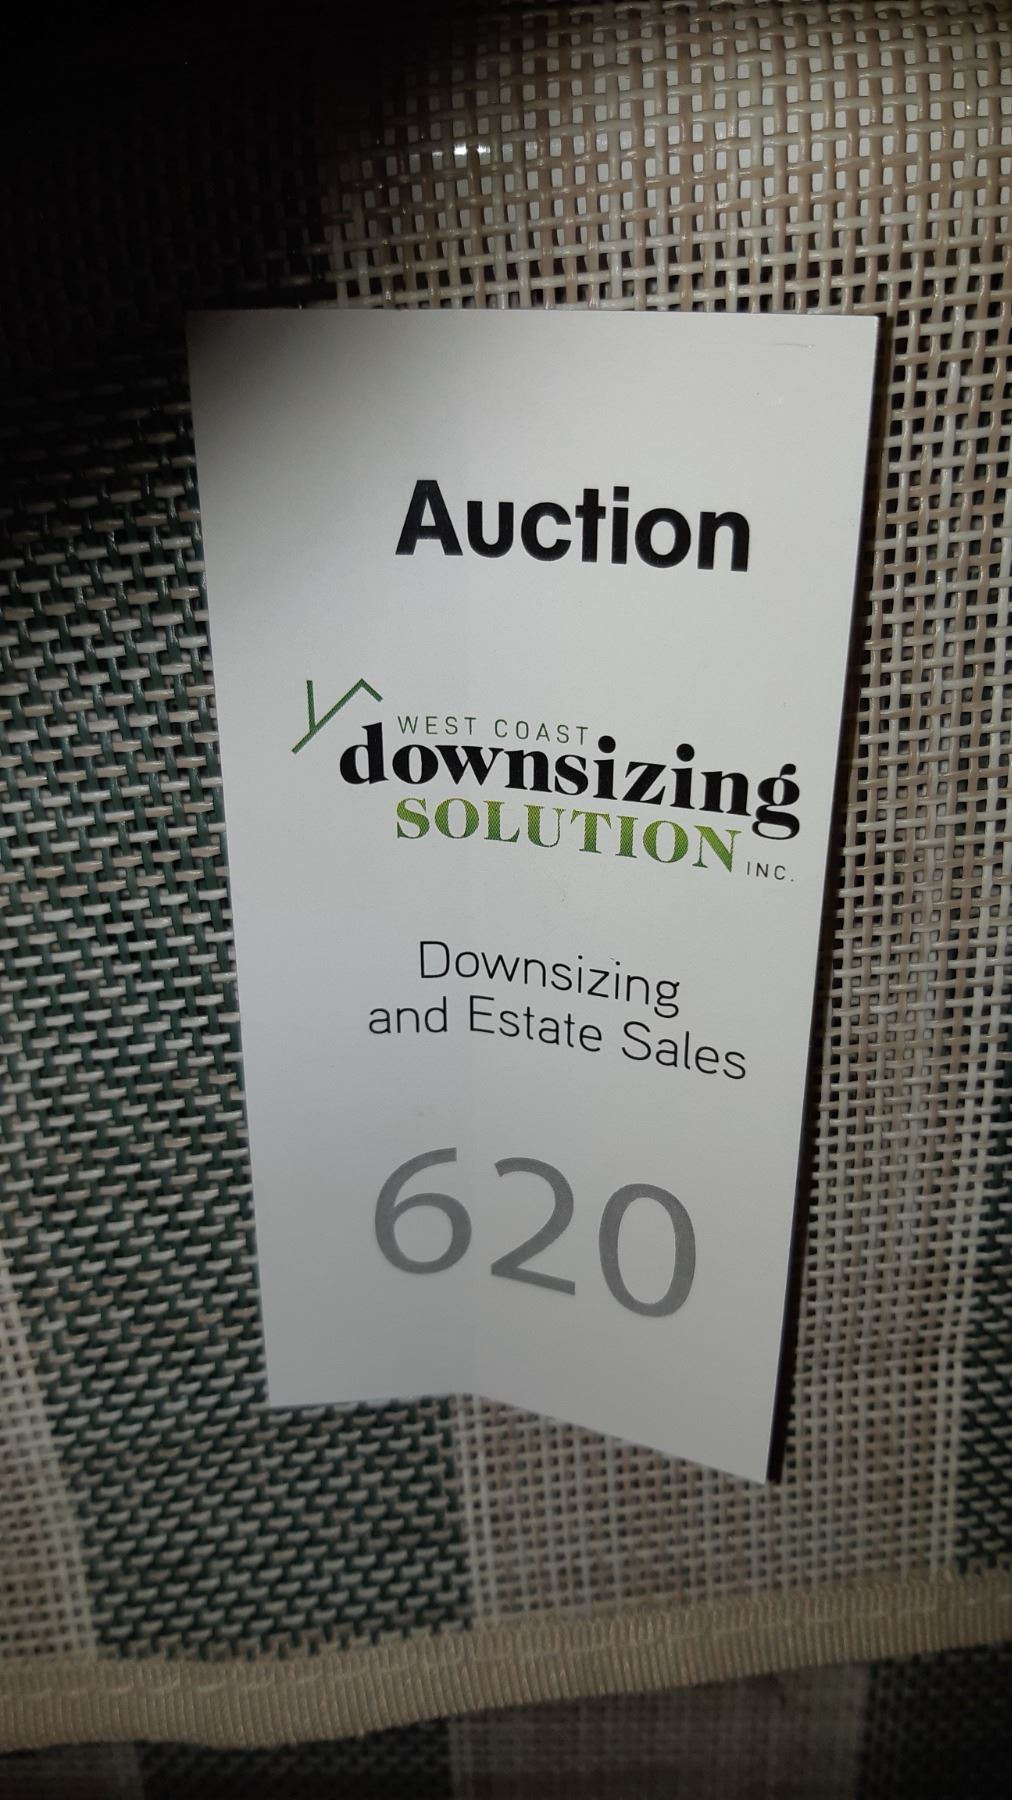 Auction
WEST COAST
downsizing
SOLUTION INC.
Downsizing
and Estate Sales
620